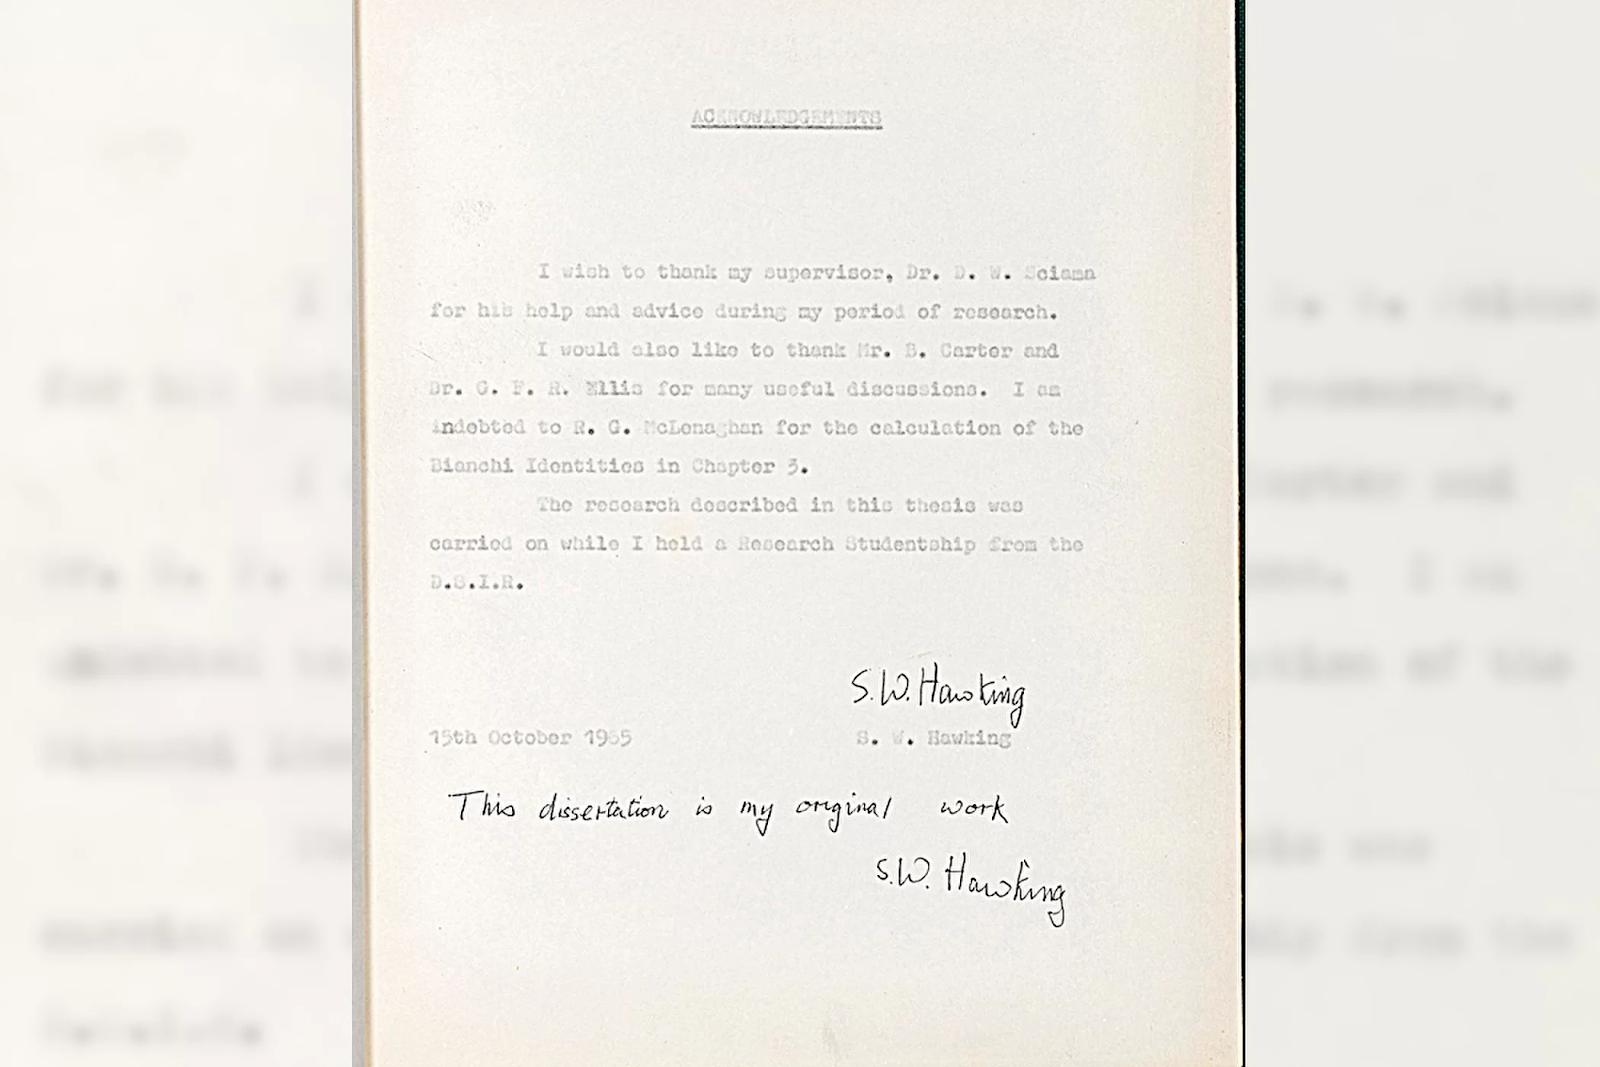 ACKNOWLEDGEMENTS
I wish to thank my supervisor, Dr. D. W. Sciama
for his help and advice during my period of research.
I would also like to thank Mr. B. Carter and
Dr. G. F. R. Ellis for many useful discussions. I am
indebted to R. G. McLenaghan for the calculation of the
Bianchi Identities in Chapter 3.
The research described in this thesis was
carried on while I held a Research Studentship from the
D.S.I.R.
S.W. Hawking
15th October 1965 S. W. Hawking
This dissertation is my original work
S.W. Hawking